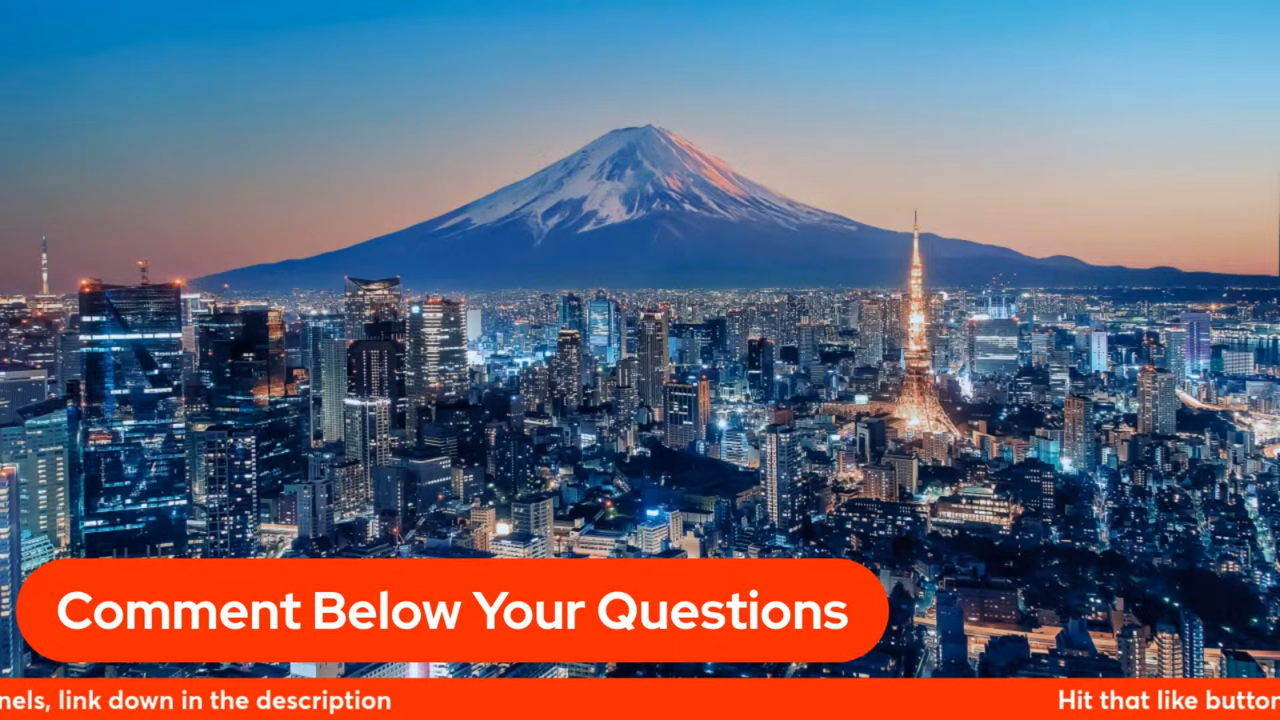 Comment Below Your Questions
nels, link down in the description
Hit that like button